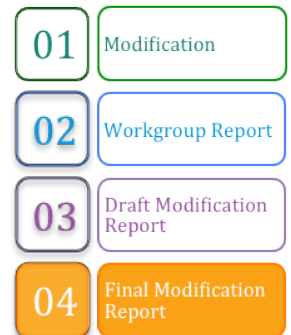 01
Modification
02
Workgroup Report
03
Draft Modification
Report
04
Final Modification
Report